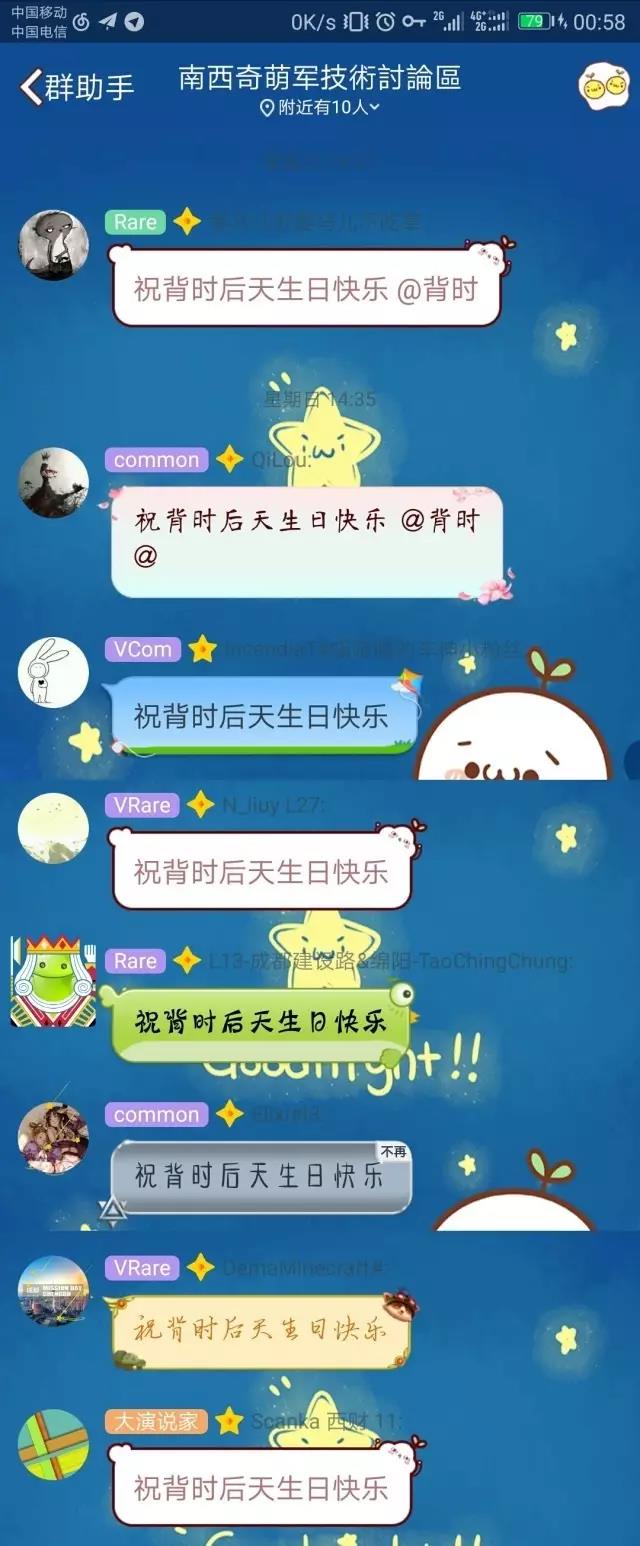 中国移动
中国电信
0K/s
2G
4G+
2G
79
00:58
群助手
南西奇萌军技術討論區
附近有10人
Rare
祝背时后天生日快乐 @背时
星期日 14:35
common
QiLou:
祝背时后天生日快乐 @背时
@
VCom
祝背时后天生日快乐
VRare
N_liuy L27:
祝背时后天生日快乐
Rare
L13-成都建设路&绵阳-TaoChingChung:
祝背时后天生日快乐
Goodnight!!
common
不再
祝背时后天生日快乐
VRare
DemaMinecraft#:
MISSION DAY
CHENGDU
祝背时后天生日快乐
大演说家
Scanka 西财 11:
祝背时后天生日快乐